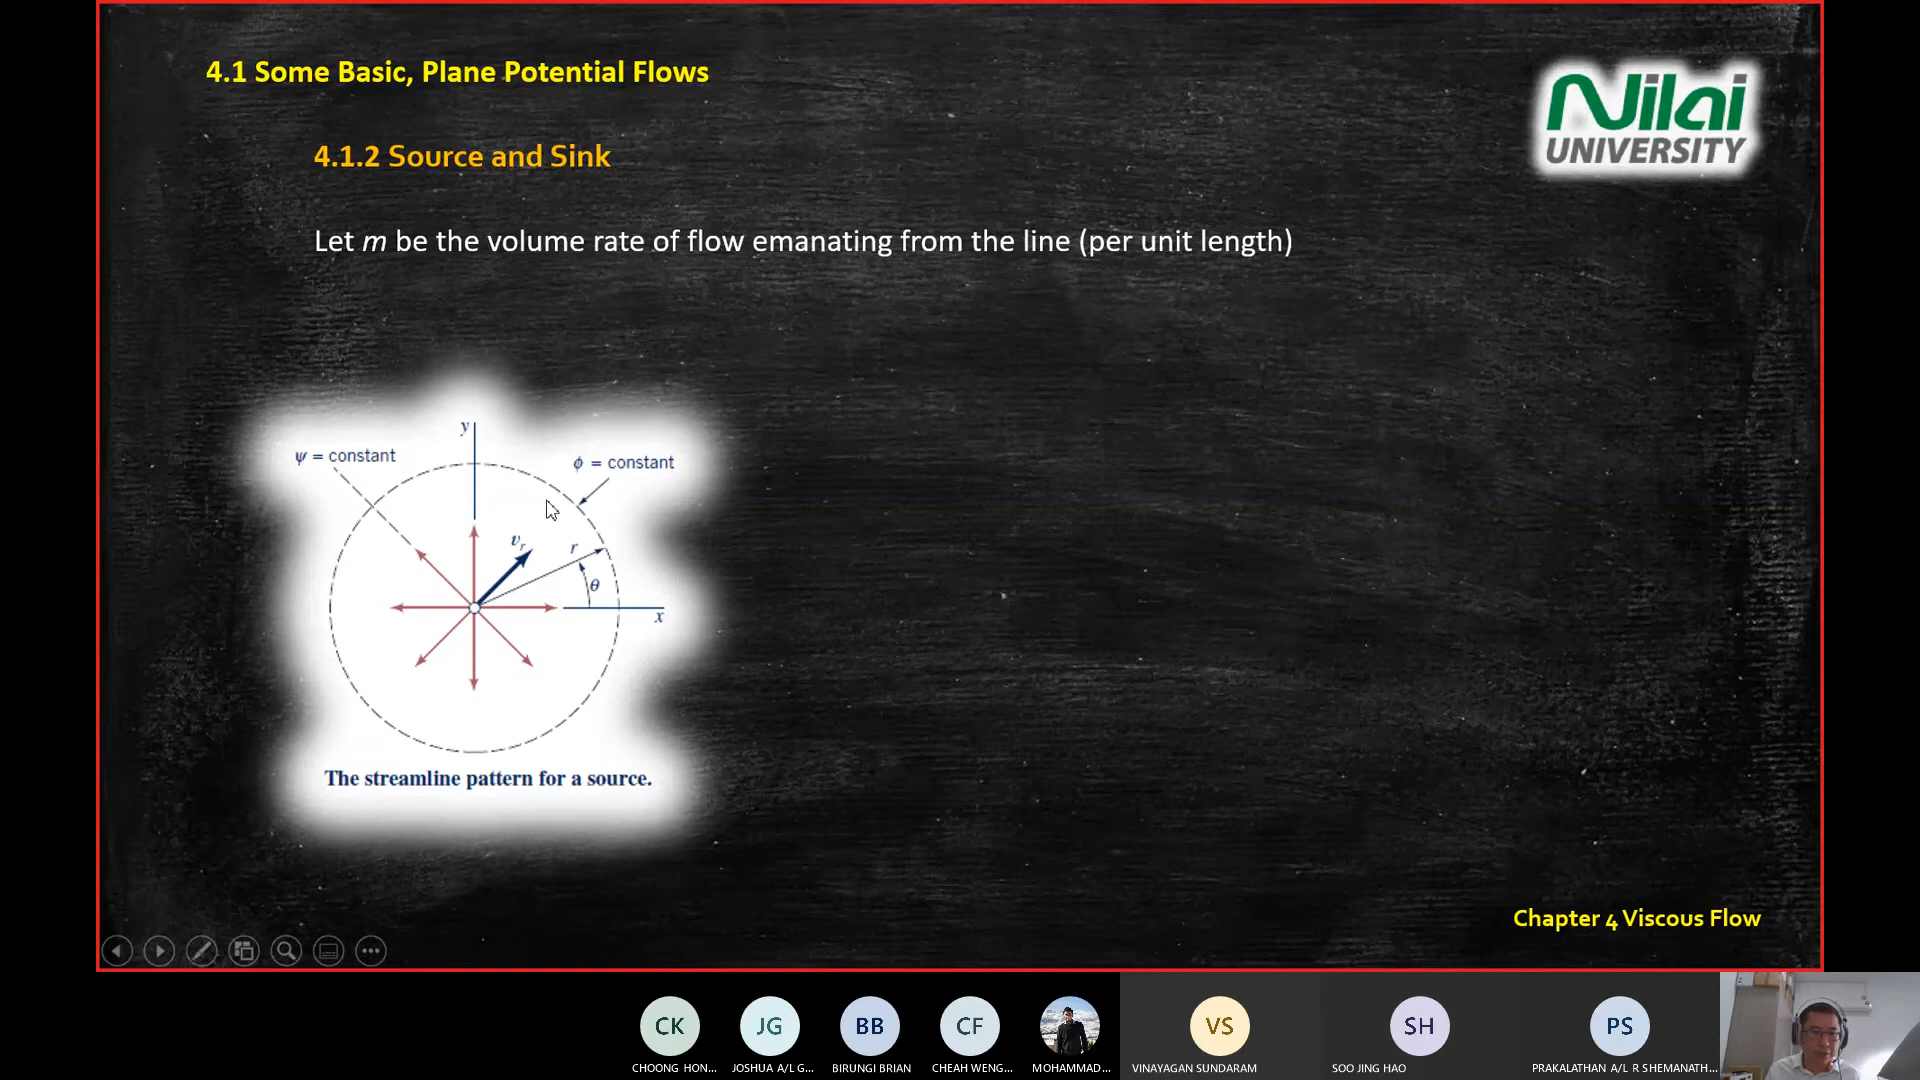 4.1 Some Basic, Plane Potential Flows
Nilai
UNIVERSITY
4.1.2 Source and Sink
Let m be the volume rate of flow emanating from the line (per unit length)
y
ψ = constant
ϕ = constant
v_r
r
θ
x
The streamline pattern for a source.
Chapter 4 Viscous Flow
CK
JG
BB
CF
VS
SH
PS
CHOONG HON...
JOSHUA A/L G...
BIRUNGI BRIAN
CHEAH WENG...
MOHAMMAD...
VINAYAGAN SUNDARAM
SOO JING HAO
PRAKALATHAN A/L R SHEMANATH...